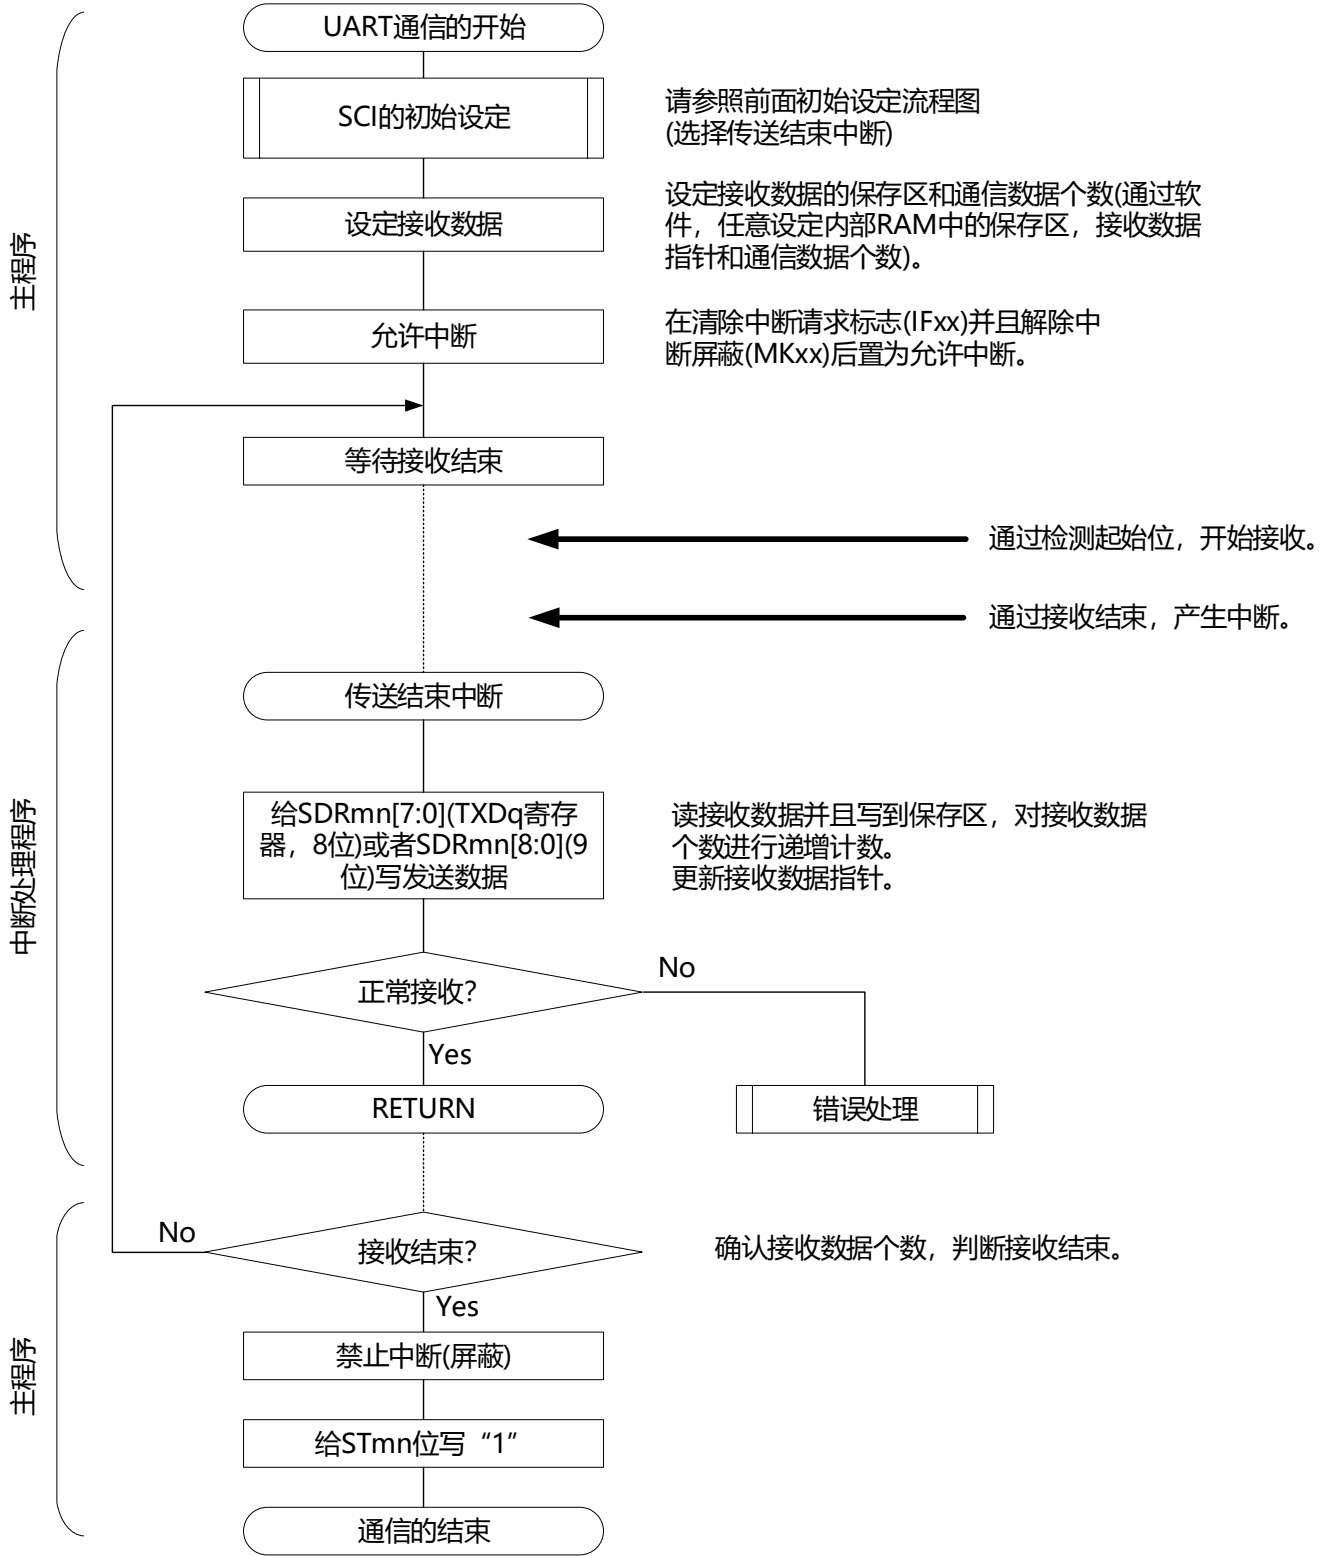 UART通信的开始
SCI的初始设定
请参照前面初始设定流程图
(选择传送结束中断)
设定接收数据
设定接收数据的保存区和通信数据个数(通过软
件，任意设定内部RAM中的保存区，接收数据
指针和通信数据个数)。
主程序
允许中断
在清除中断请求标志(IFxx)并且解除中
断屏蔽(MKxx)后置为允许中断。
等待接收结束
通过检测起始位，开始接收。
通过接收结束，产生中断。
传送结束中断
中断处理程序
给SDRmn[7:0](TXDq寄存
器，8位)或者SDRmn[8:0](9
位)写发送数据
读接收数据并且写到保存区，对接收数据
个数进行递增计数。
更新接收数据指针。
正常接收？
No
Yes
RETURN
错误处理
No
接收结束？
确认接收数据个数，判断接收结束。
Yes
主程序
禁止中断(屏蔽)
给STmn位写“1”
通信的结束